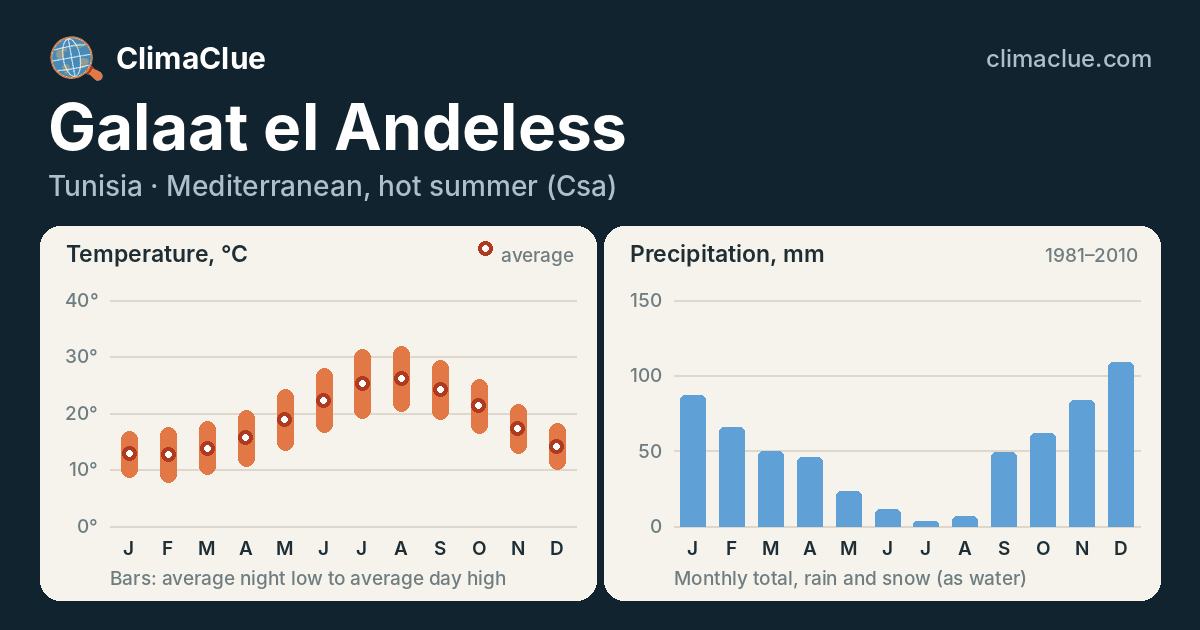 ClimaClue
climaclue.com
Galaat el Andeless
Tunisia · Mediterranean, hot summer (Csa)
Temperature, °C
average
40°
30°
20°
10°
0°
J F M A M J J A S O N D
Bars: average night low to average day high
Precipitation, mm
1981–2010
150
100
50
0
J F M A M J J A S O N D
Monthly total, rain and snow (as water)